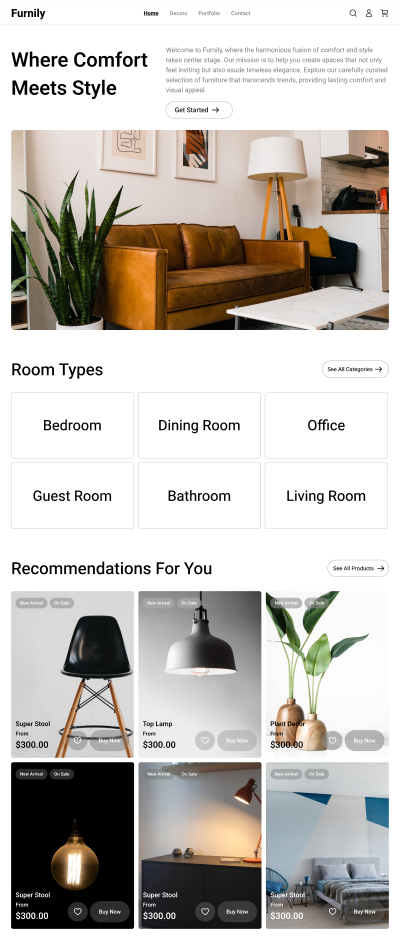 Furnily
Home Decors Portfolio Contact
Where Comfort
Meets Style
Welcome to Furnily, where the harmonious fusion of comfort and style
takes center stage. Our mission is to help you create spaces that not only
feel inviting but also exude timeless elegance. Explore our carefully curated
selection of furniture that transcends trends, providing lasting comfort and
visual appeal.
Get Started
Room Types
See All Categories
Bedroom
Dining Room
Office
Guest Room
Bathroom
Living Room
Recommendations For You
See All Products
New Arrival On Sale
Super Stool
From
$300.00
Buy Now
New Arrival On Sale
Top Lamp
From
$300.00
Buy Now
New Arrival On Sale
Plant Decor
From
$300.00
Buy Now
New Arrival On Sale
Super Stool
From
$300.00
Buy Now
New Arrival On Sale
Super Stool
From
$300.00
Buy Now
New Arrival On Sale
Super Stool
From
$300.00
Buy Now